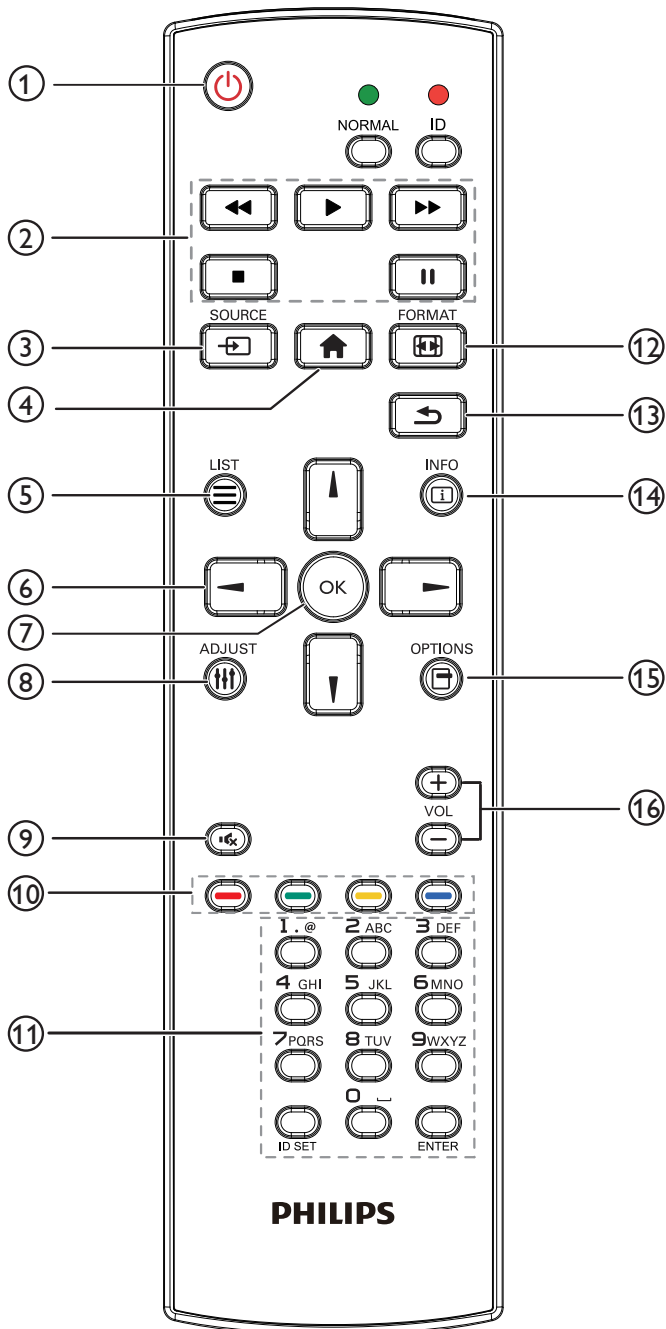 1
NORMAL ID
2
SOURCE FORMAT
3
12
4
13
LIST INFO
5
i
14
6
OK
7
ADJUST OPTIONS
8
15
VOL
16
9
10
1.@ 2 ABC 3 DEF
4 GHI 5 JKL 6 MNO
11
7 PQRS 8 TUV 9 WXYZ
0 ⎵
ID SET ENTER
PHILIPS